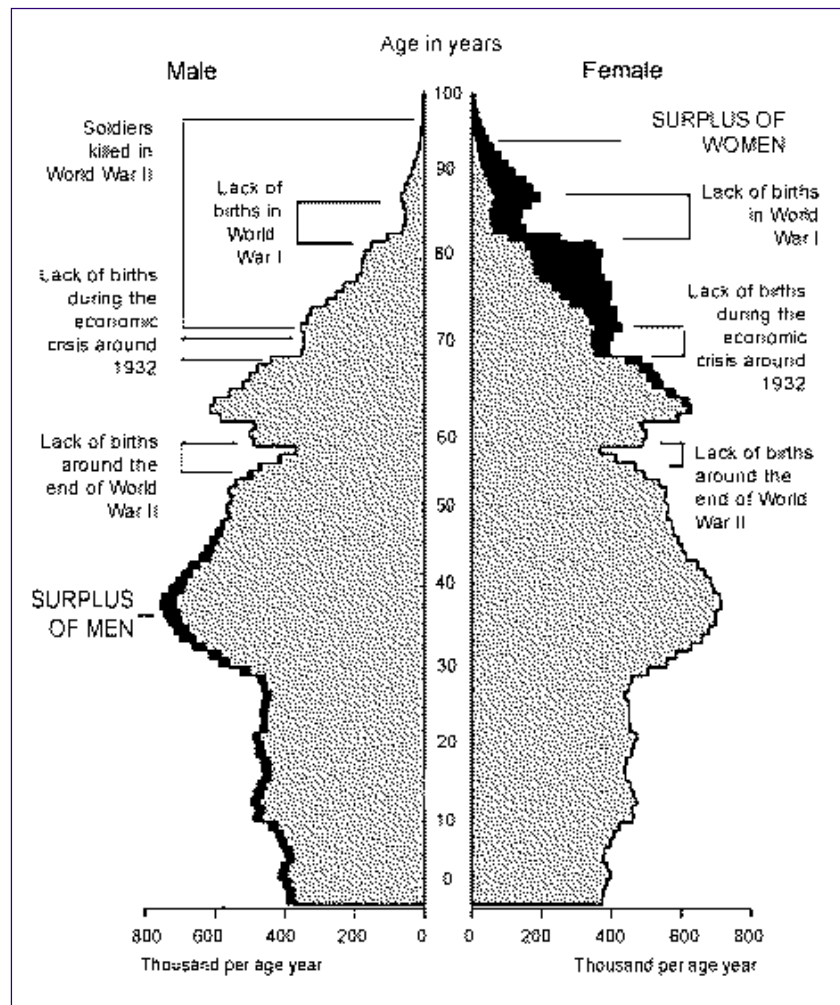 Age in years
Male
Female
100
90
80
70
60
50
40
30
20
10
0
Soldiers
killed in
World War II
Lack of
births in
World
War I
Lack of births
during the
economic
crisis around
1932
Lack of births
around the
end of World
War II
SURPLUS
OF MEN
SURPLUS OF
WOMEN
Lack of births
in World
War I
Lack of births
during the
economic
crisis around
1932
Lack of births
around the
end of World
War II
800 600 400 200 0
0 200 400 600 800
Thousand per age year
Thousand per age year